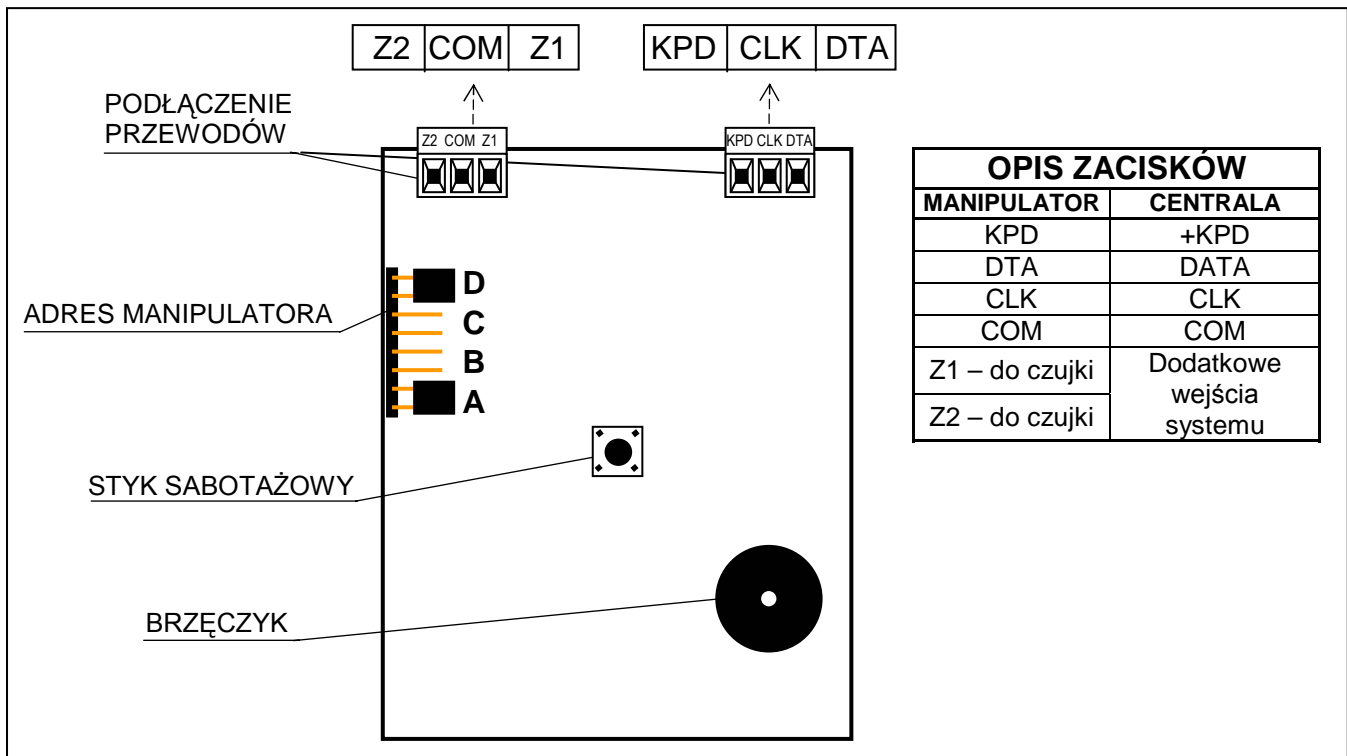 Z2 COM Z1
KPD CLK DTA
PODŁĄCZENIE
PRZEWODÓW
Z2 COM Z1
KPD CLK DTA
OPIS ZACISKÓW
MANIPULATOR CENTRALA
KPD +KPD
DTA DATA
CLK CLK
COM COM
Z1 – do czujki
Z2 – do czujki
Dodatkowe
wejścia
systemu
ADRES MANIPULATORA
D
C
B
A
STYK SABOTAŻOWY
BRZĘCZYK